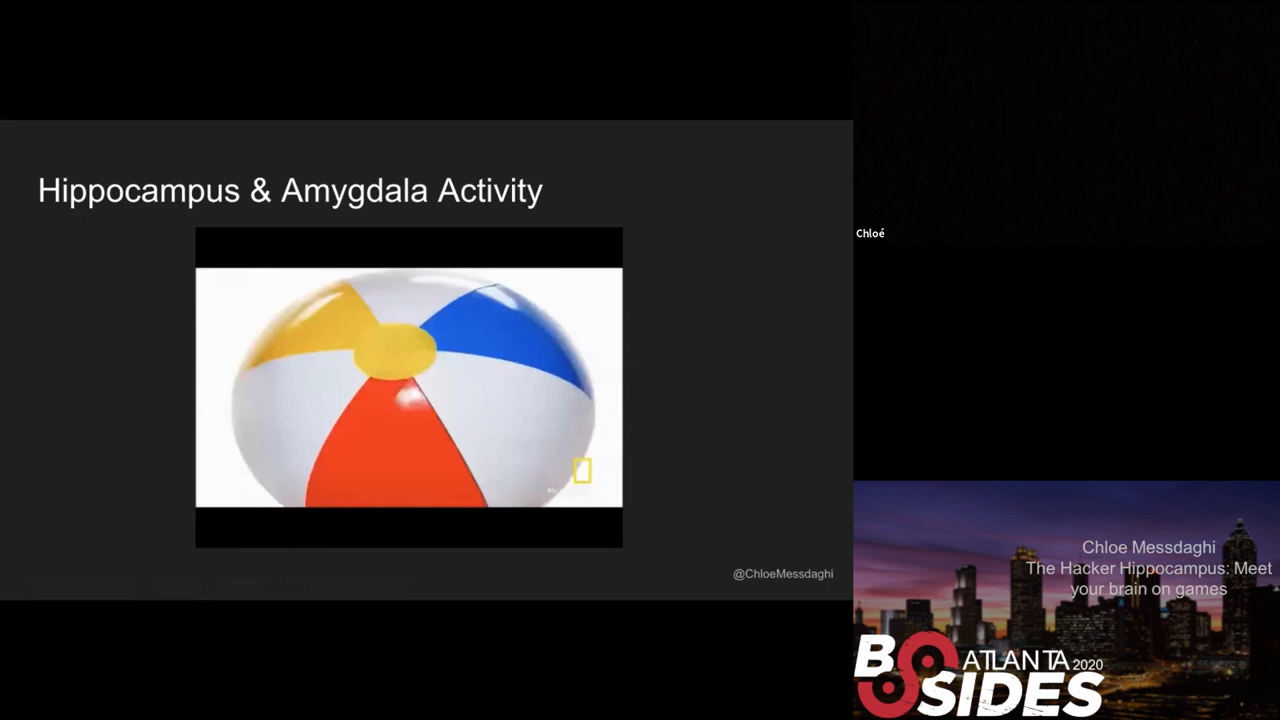 Hippocampus & Amygdala Activity
@ChloeMessdaghi
Chloé
Chloe Messdaghi
The Hacker Hippocampus: Meet
your brain on games
BSIDES
ATLANTA 2020